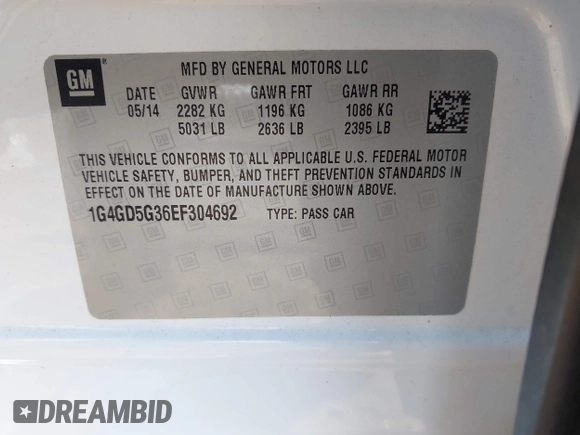 GM ®
MFD BY GENERAL MOTORS LLC
DATE GVWR GAWR FRT GAWR RR
05/14 2282 KG 1196 KG 1086 KG
5031 LB 2636 LB 2395 LB
THIS VEHICLE CONFORMS TO ALL APPLICABLE U.S. FEDERAL MOTOR
VEHICLE SAFETY, BUMPER, AND THEFT PREVENTION STANDARDS IN
EFFECT ON THE DATE OF MANUFACTURE SHOWN ABOVE.
1G4GD5G36EF304692 TYPE: PASS CAR
DREAMBID